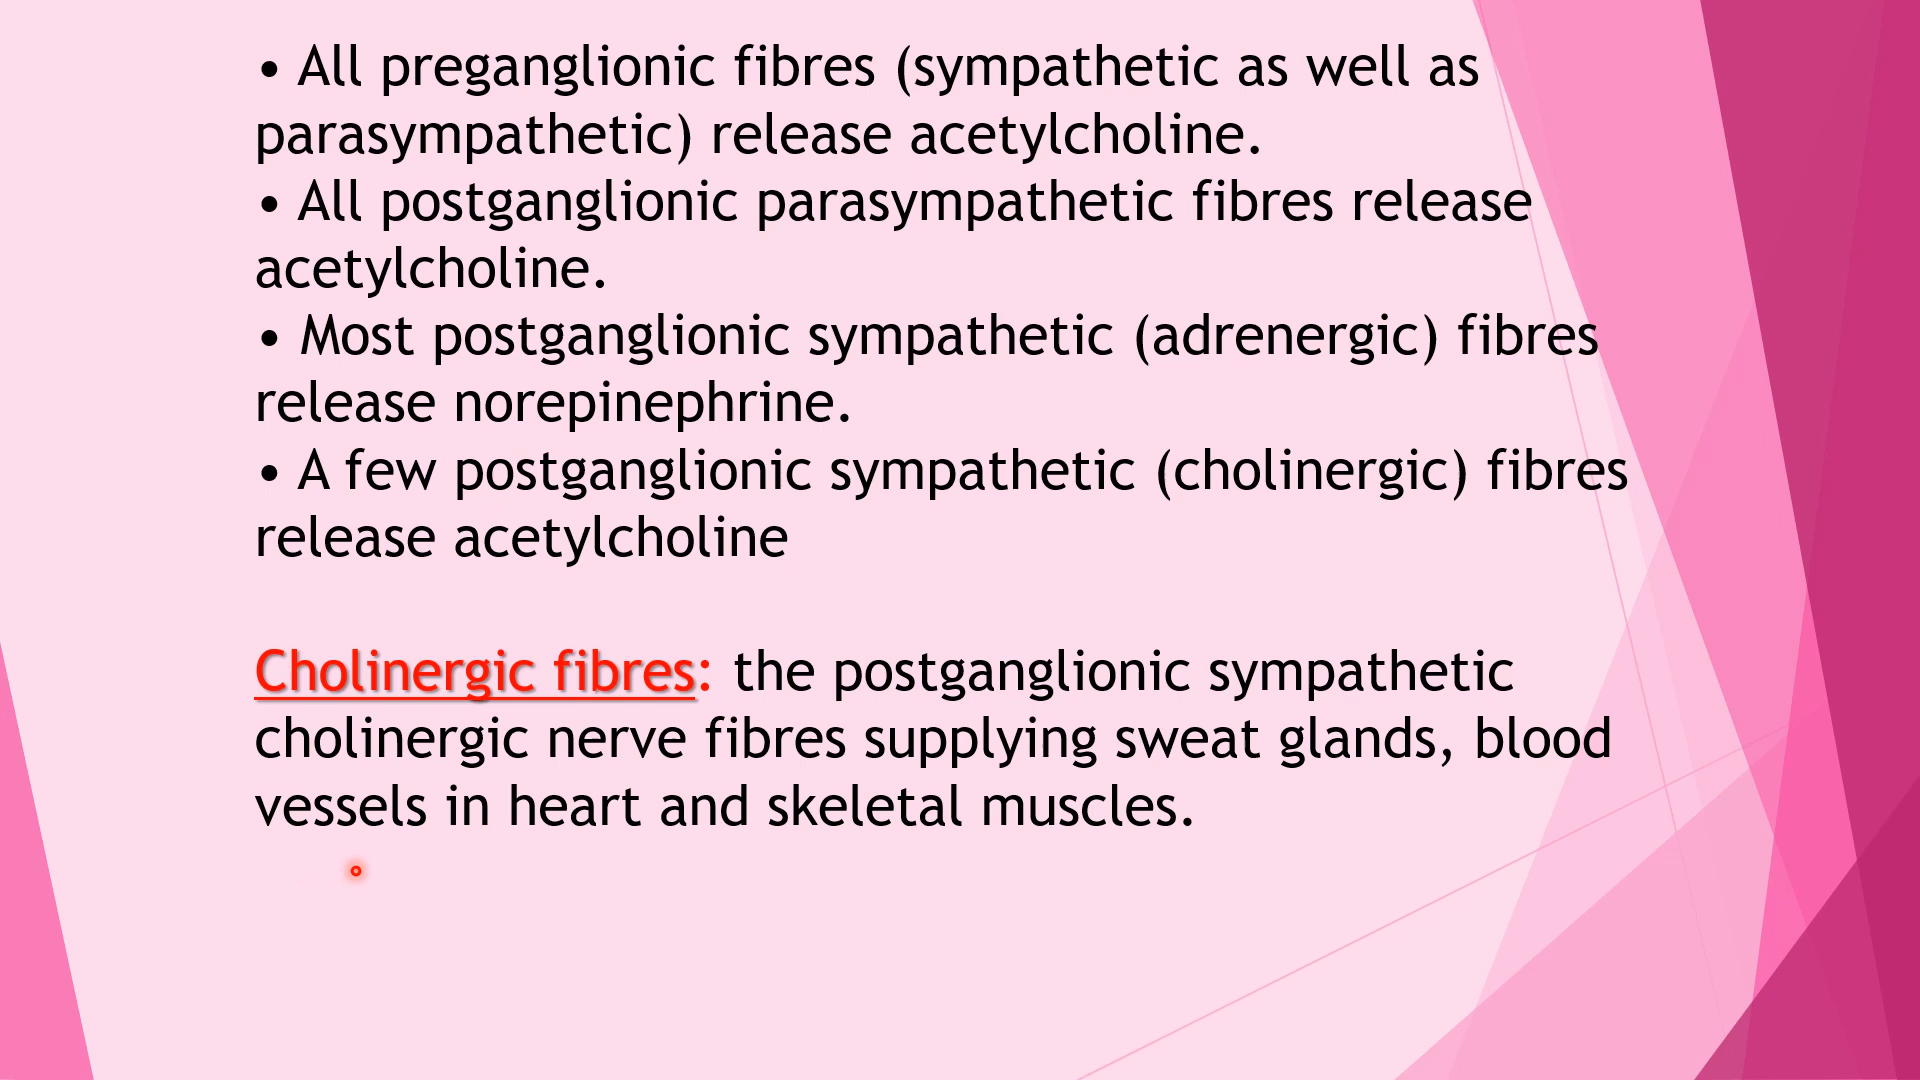 • All preganglionic fibres (sympathetic as well as
parasympathetic) release acetylcholine.
• All postganglionic parasympathetic fibres release
acetylcholine.
• Most postganglionic sympathetic (adrenergic) fibres
release norepinephrine.
• A few postganglionic sympathetic (cholinergic) fibres
release acetylcholine
Cholinergic fibres: the postganglionic sympathetic
cholinergic nerve fibres supplying sweat glands, blood
vessels in heart and skeletal muscles.